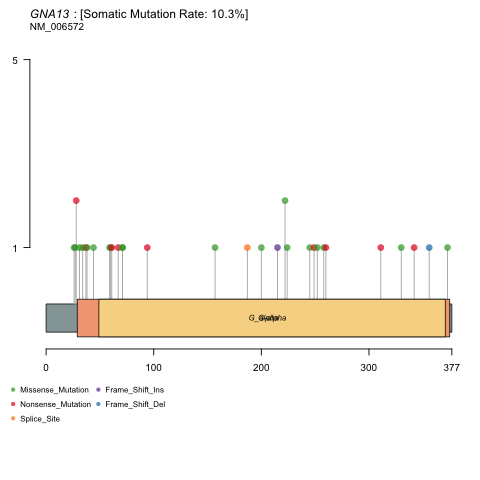 GNA13 : [Somatic Mutation Rate: 10.3%]
NM_006572
5
1
G_alpha
0 100 200 300 377
Missense_Mutation Frame_Shift_Ins
Nonsense_Mutation Frame_Shift_Del
Splice_Site